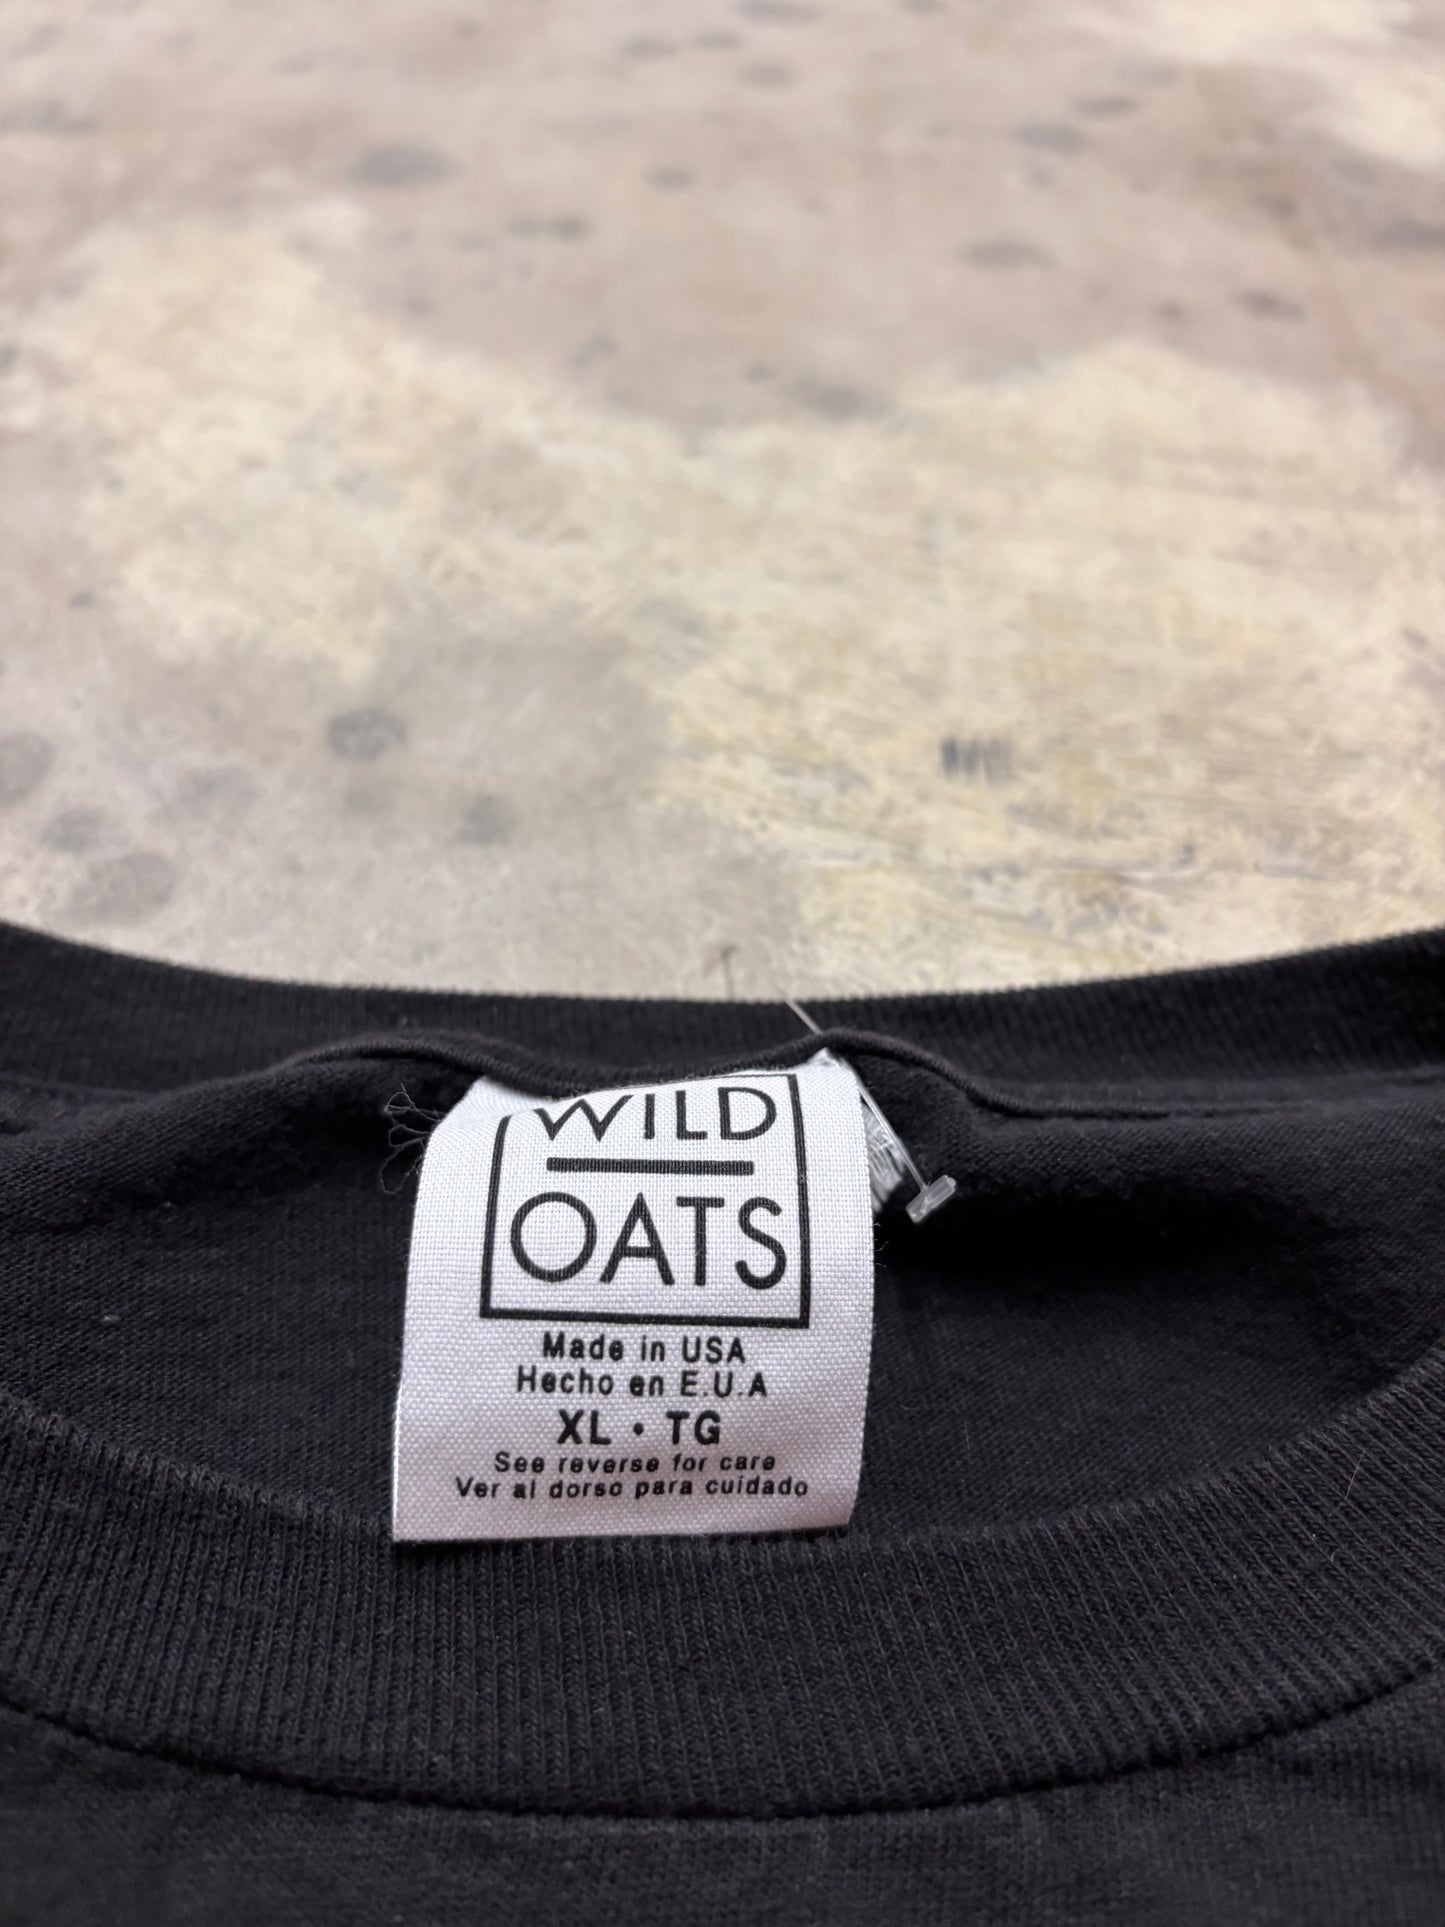 WILD
OATS
Made in USA
Hecho en E.U.A
XL • TG
See reverse for care
Ver al dorso para cuidado